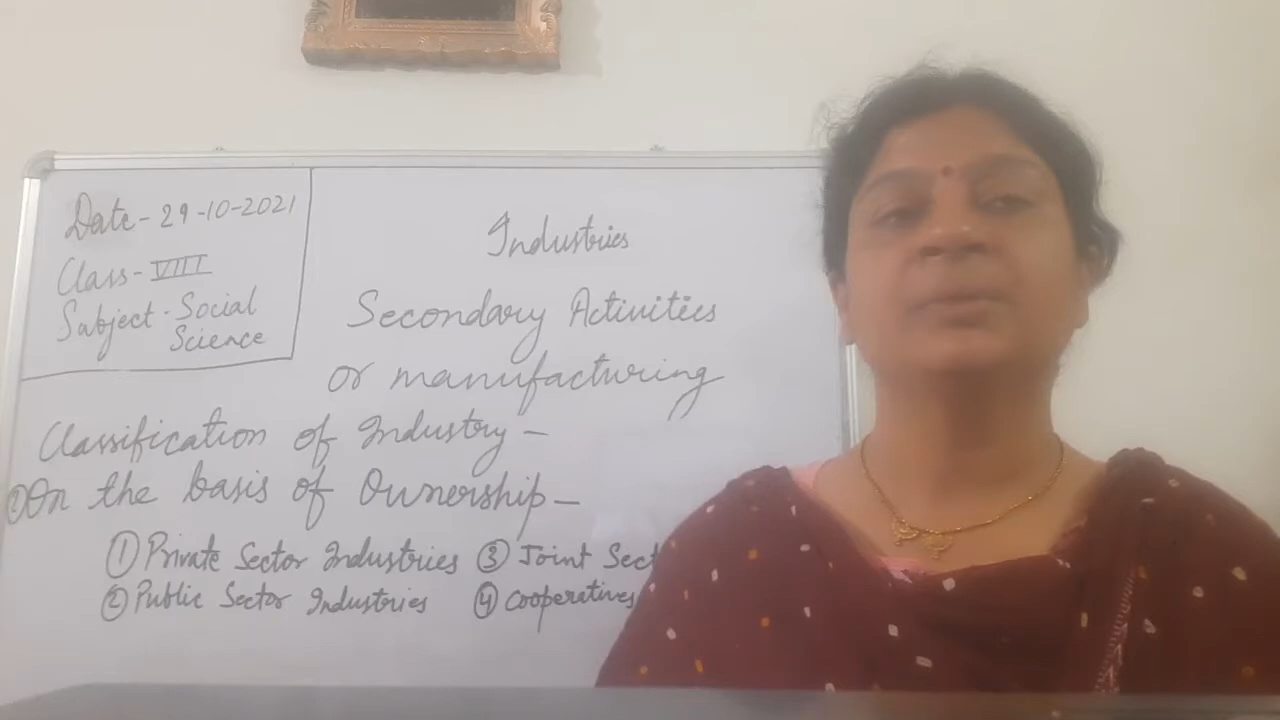 Date - 29-10-2021
Class - VIII
Subject - Social
Science
Industries
Secondary Activities
or manufacturing
Classification of Industry -
On the basis of Ownership -
① Private Sector Industries ③ Joint Sect
② Public Sector Industries ④ Cooperatives